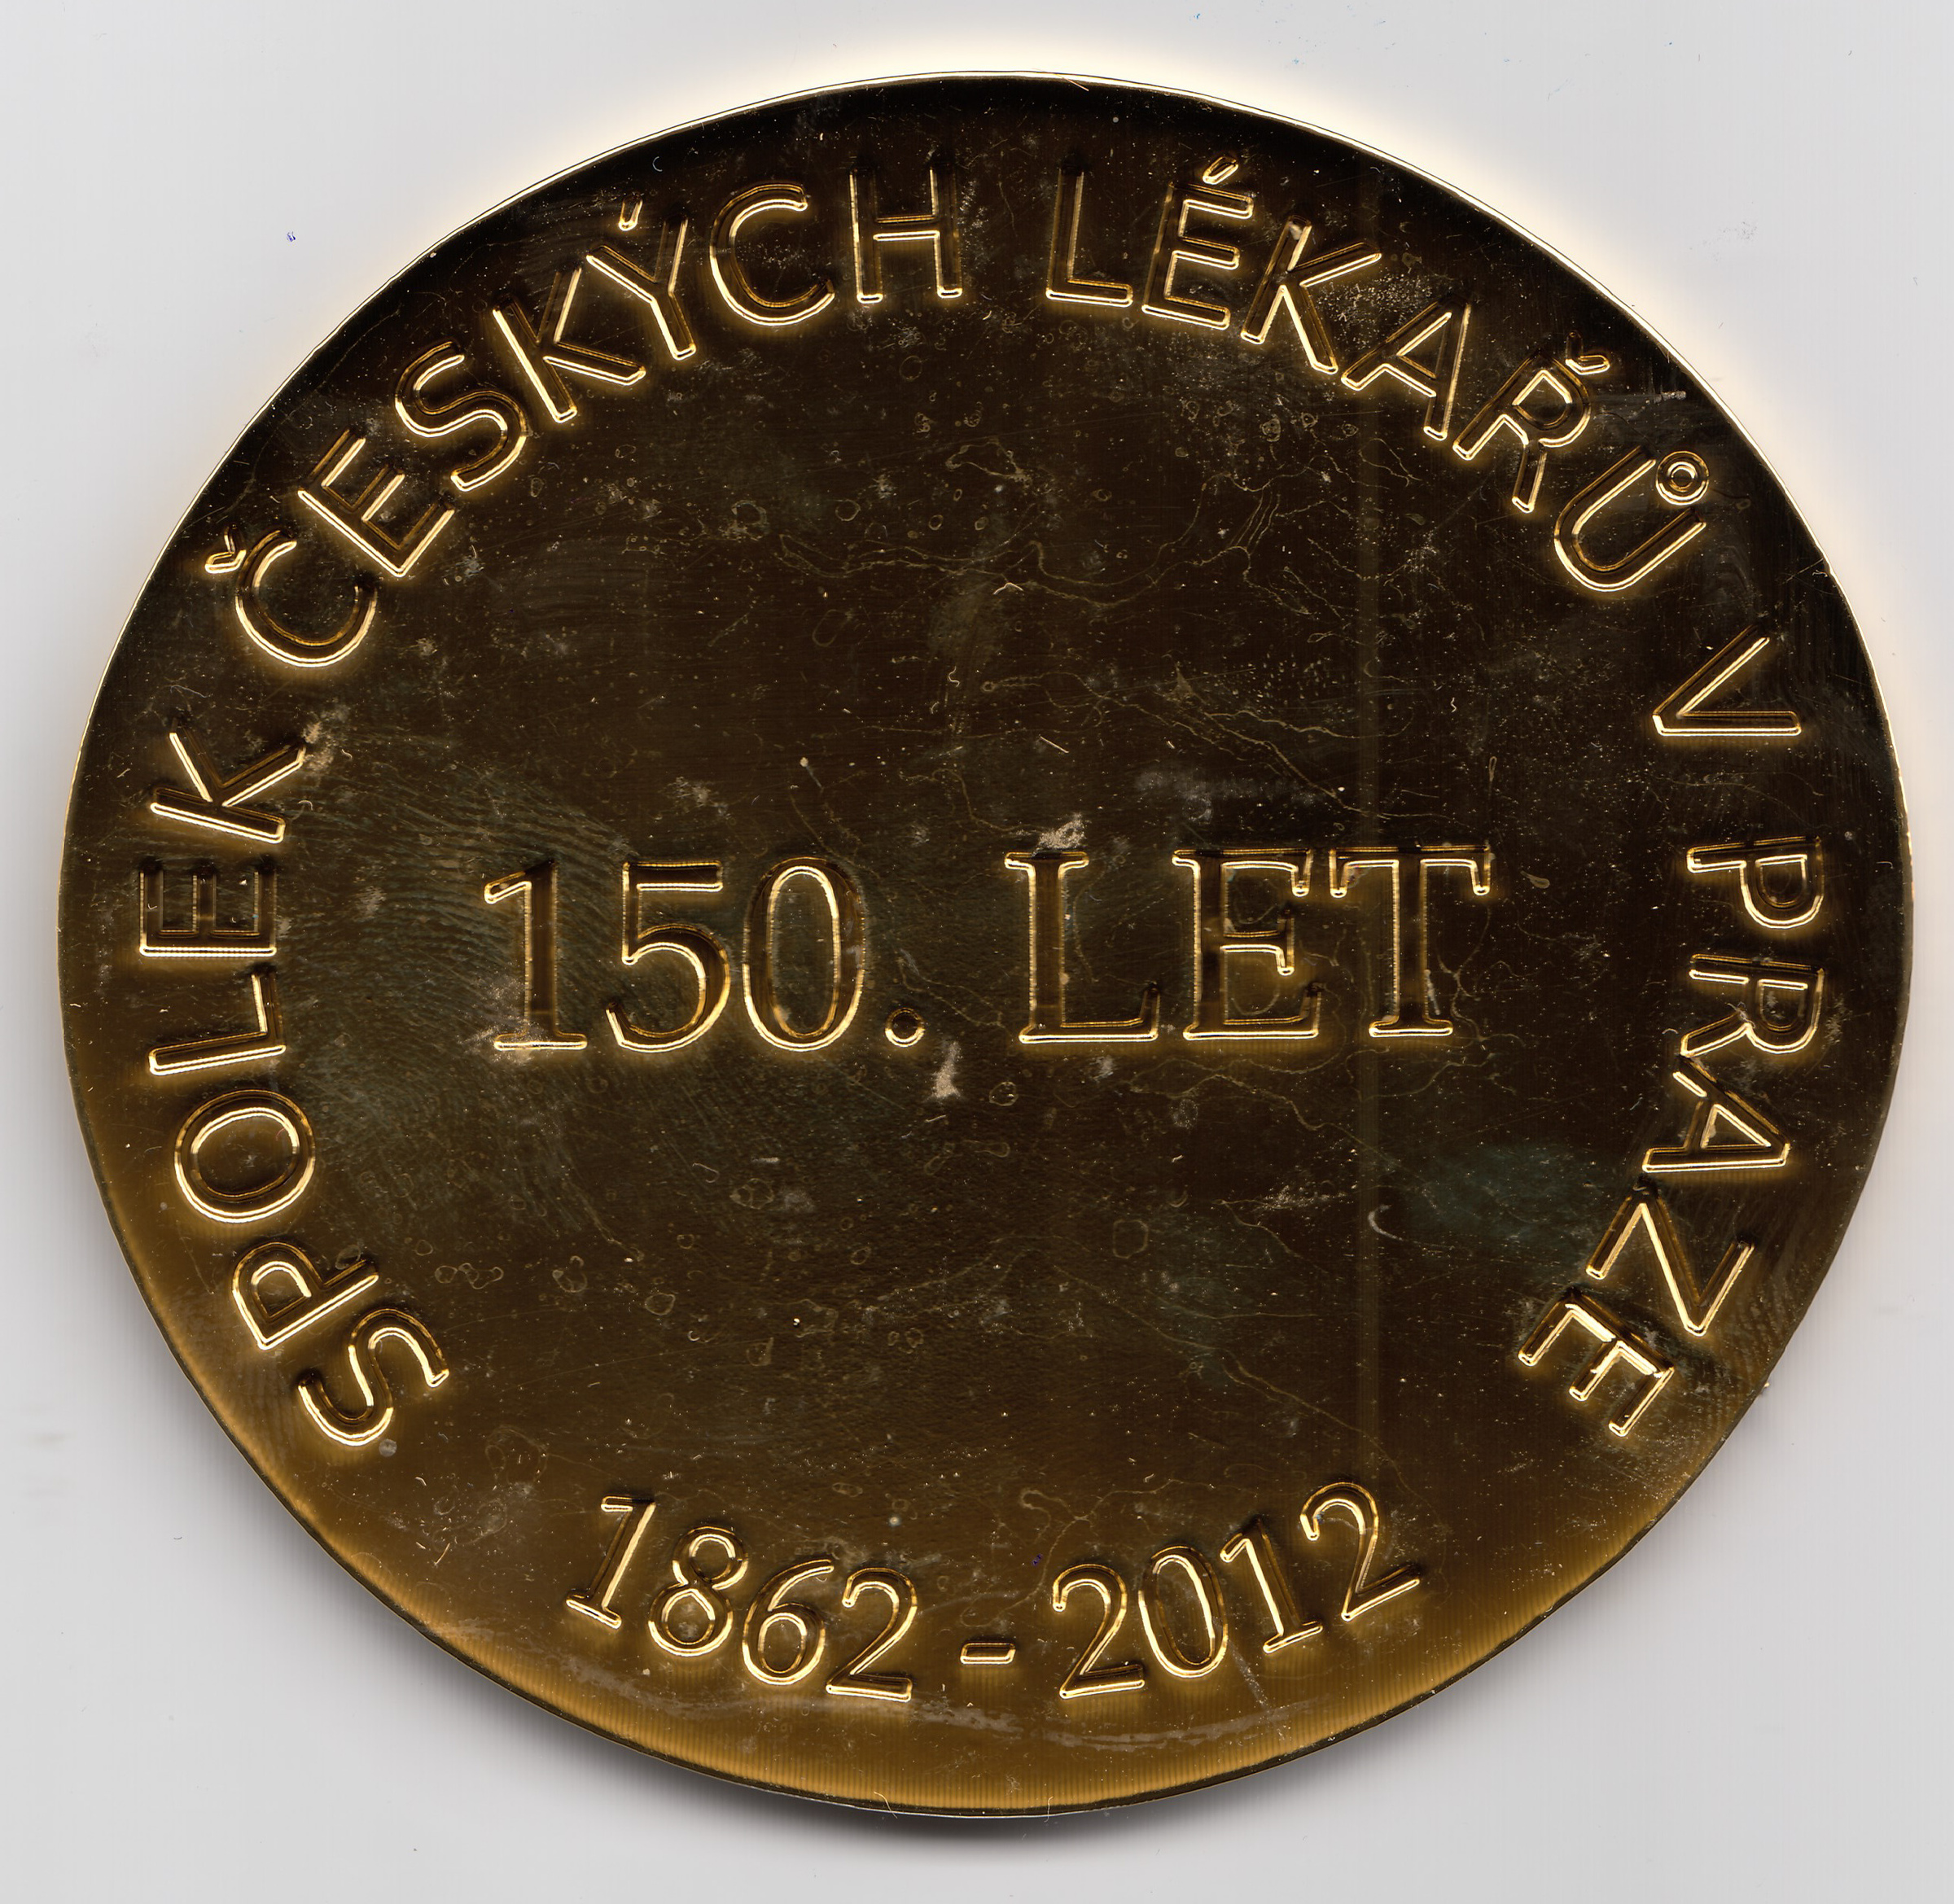 SPOLEK ČESKÝCH LÉKAŘŮ V PRAZE
150. LET
1862 - 2012